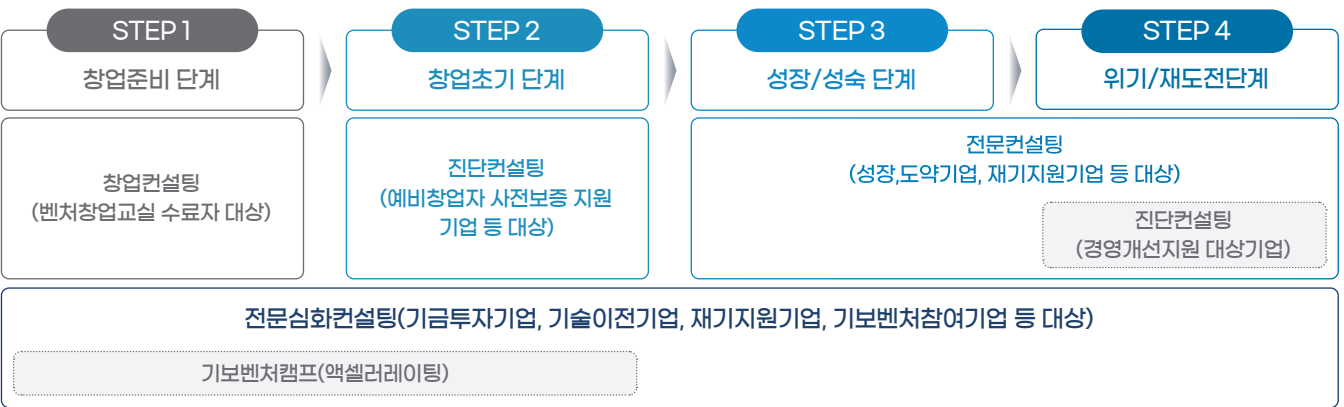 STEP 1
창업준비 단계
STEP 2
창업초기 단계
STEP 3
성장/성숙 단계
STEP 4
위기/재도전단계
창업컨설팅
(벤처창업교실 수료자 대상)
진단컨설팅
(예비창업자 사전보증 지원
기업 등 대상)
전문컨설팅
(성장,도약기업, 재기지원기업 등 대상)
진단컨설팅
(경영개선지원 대상기업)
전문심화컨설팅(기금투자기업, 기술이전기업, 재기지원기업, 기보벤처참여기업 등 대상)
기보벤처캠프(액셀러레이팅)